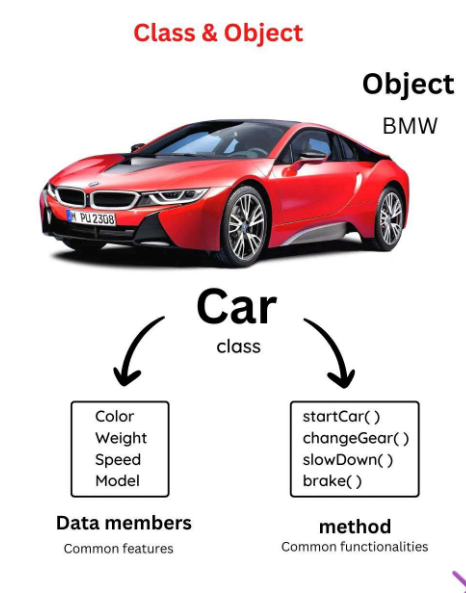 Class & Object
Object
BMW
M PU 2308
Car
class
Color
Weight
Speed
Model
startCar( )
changeGear( )
slowDown( )
brake( )
Data members
Common features
method
Common functionalities